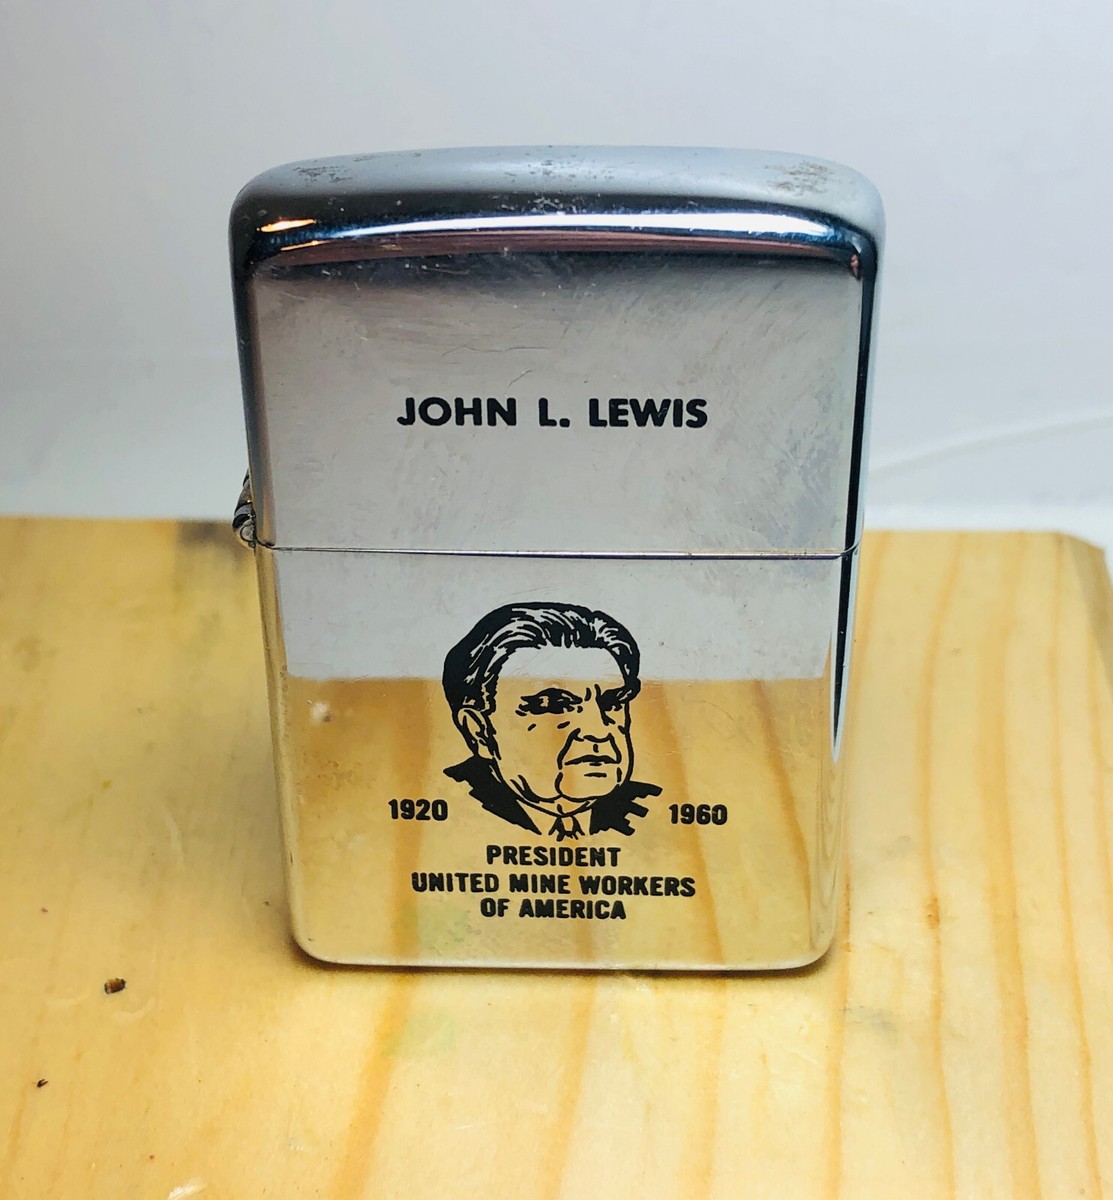 JOHN L. LEWIS
1920 1960
PRESIDENT
UNITED MINE WORKERS
OF AMERICA